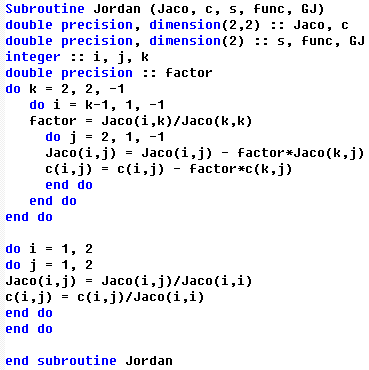 Subroutine Jordan (Jaco, c, s, func, GJ)
double precision, dimension(2,2) :: Jaco, c
double precision, dimension(2) :: s, func, GJ
integer :: i, j, k
double precision :: factor
do k = 2, 2, -1
do i = k-1, 1, -1
factor = Jaco(i,k)/Jaco(k,k)
do j = 2, 1, -1
Jaco(i,j) = Jaco(i,j) - factor*Jaco(k,j)
c(i,j) = c(i,j) - factor*c(k,j)
end do
end do
end do
do i = 1, 2
do j = 1, 2
Jaco(i,j) = Jaco(i,j)/Jaco(i,i)
c(i,j) = c(i,j)/Jaco(i,i)
end do
end do
end subroutine Jordan